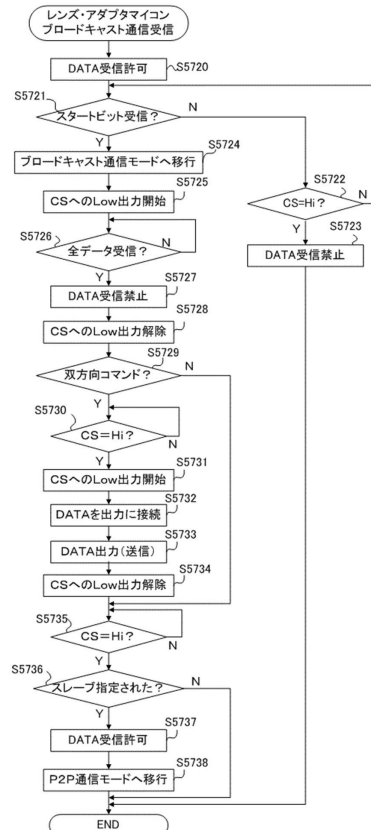 レンズ・アダプタマイコン
ブロードキャスト通信受信
DATA受信許可
S5720
S5721
スタートビット受信？
N
Y
S5724
ブロードキャスト通信モードへ移行
S5722
CS=Hi？
N
Y
S5725
CSへのLow出力開始
S5723
DATA受信禁止
S5726
全データ受信？
N
Y
S5727
DATA受信禁止
S5728
CSへのLow出力解除
S5729
双方向コマンド？
N
Y
S5730
CS＝Hi？
N
Y
S5731
CSへのLow出力開始
S5732
DATAを出力に接続
S5733
DATA出力（送信）
S5734
CSへのLow出力解除
S5735
CS＝Hi？
N
Y
S5736
スレーブ指定された？
N
Y
S5737
DATA受信許可
S5738
P2P通信モードへ移行
END